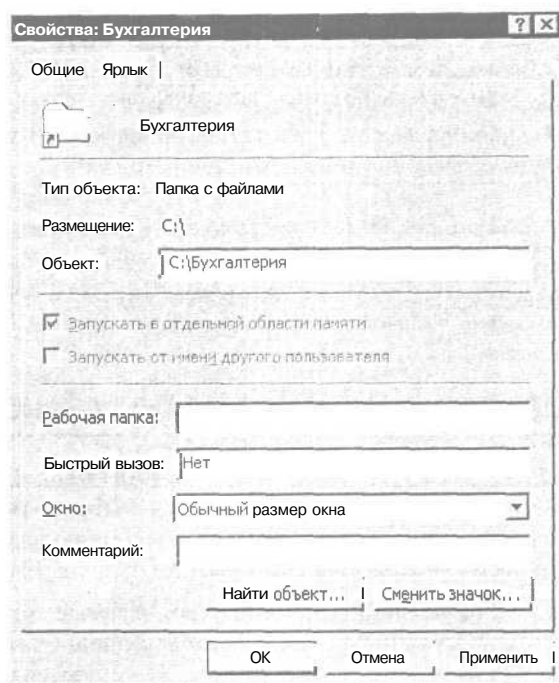 Свойства: Бухгалтерия
Общие Ярлык
Бухгалтерия
Тип объекта: Папка с файлами
Размещение: C:\
Объект: C:\Бухгалтерия
Запускать в отдельной области памяти
Запускать от имени другого пользователя
Рабочая папка:
Быстрый вызов: Нет
Окно: Обычный размер окна
Комментарий:
Найти объект... Сменить значок...
ОК Отмена Применить